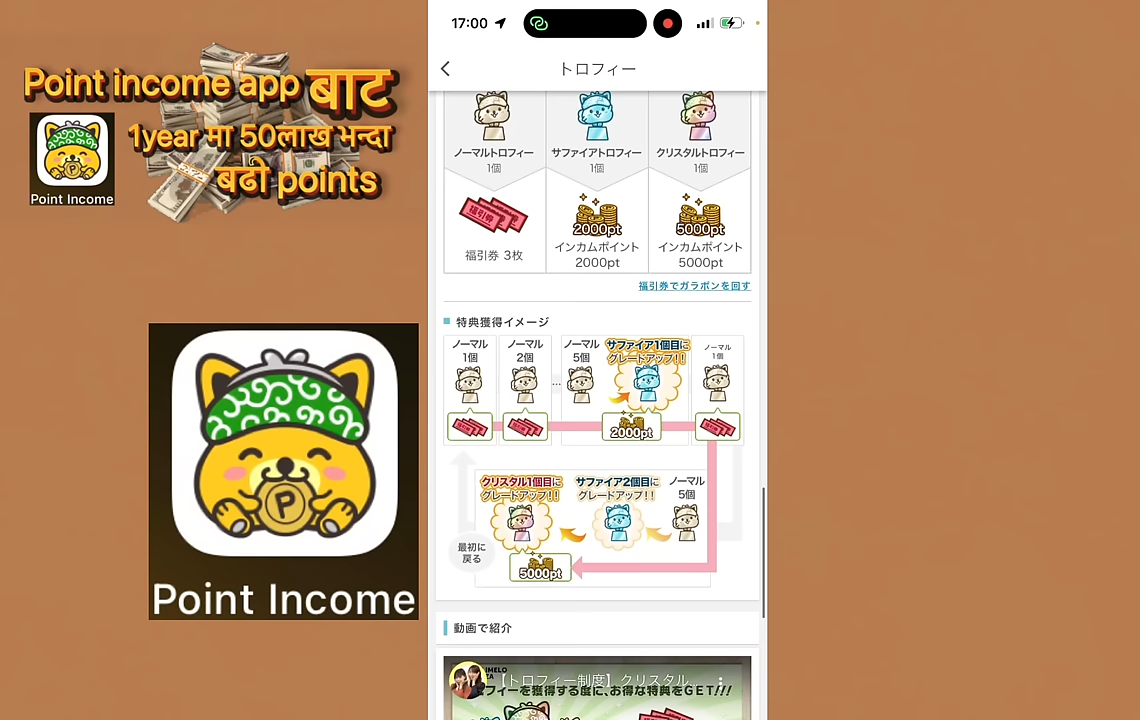 Point income app बाट
1year मा 50लाख भन्दा
बढी points
Point Income
Point Income
17:00
トロフィー
ノーマルトロフィー
1個
サファイアトロフィー
1個
クリスタルトロフィー
1個
福引券
福引券 3枚
2000pt
インカムポイント
2000pt
5000pt
インカムポイント
5000pt
福引券でガラポンを回す
特典獲得イメージ
ノーマル
1個
ノーマル
2個
...
ノーマル
5個
サファイア1個目に
グレードアップ!!
ノーマル
1個
2000pt
クリスタル1個目に
グレードアップ!!
サファイア2個目に
グレードアップ!!
ノーマル
5個
最初に
戻る
5000pt
動画で紹介
【トロフィー制度】クリスタル...
フィーを獲得する度に、お得な特典をGET!!!